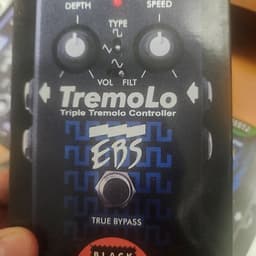 DEPTH SPEED
TYPE
VOL FILT
TremoLo
Triple Tremolo Controller
EBS
TRUE BYPASS
BLACK